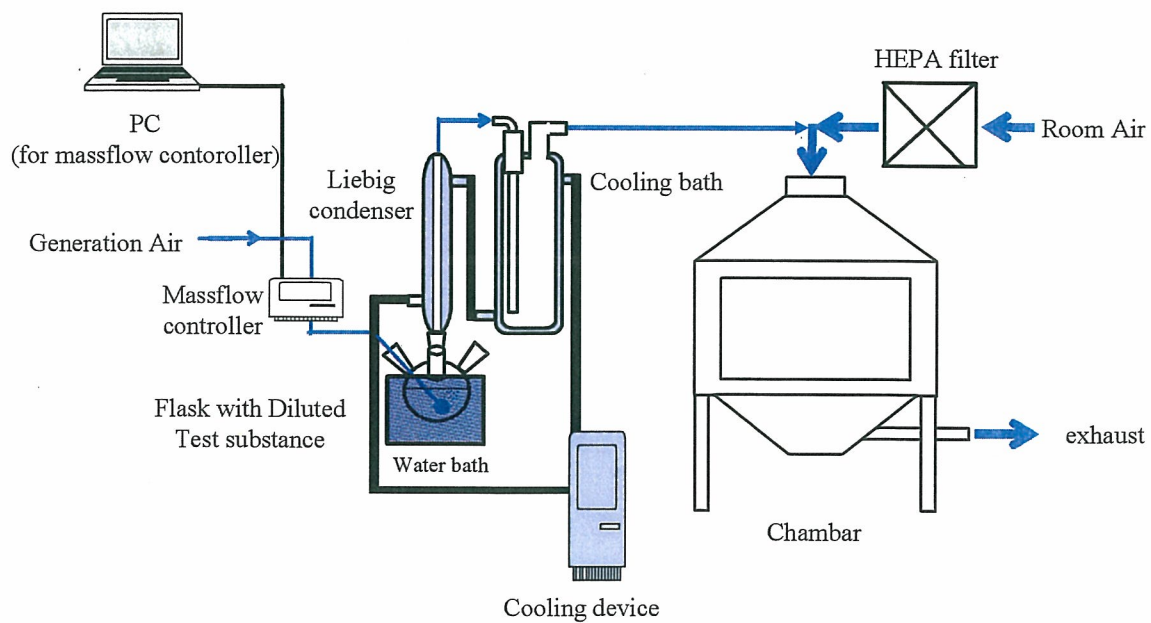 HEPA filter
PC
(for massflow contoroller)
Room Air
Liebig
condenser
Cooling bath
Generation Air
Massflow
controller
Flask with Diluted
Test substance
Water bath
exhaust
Chambar
Cooling device